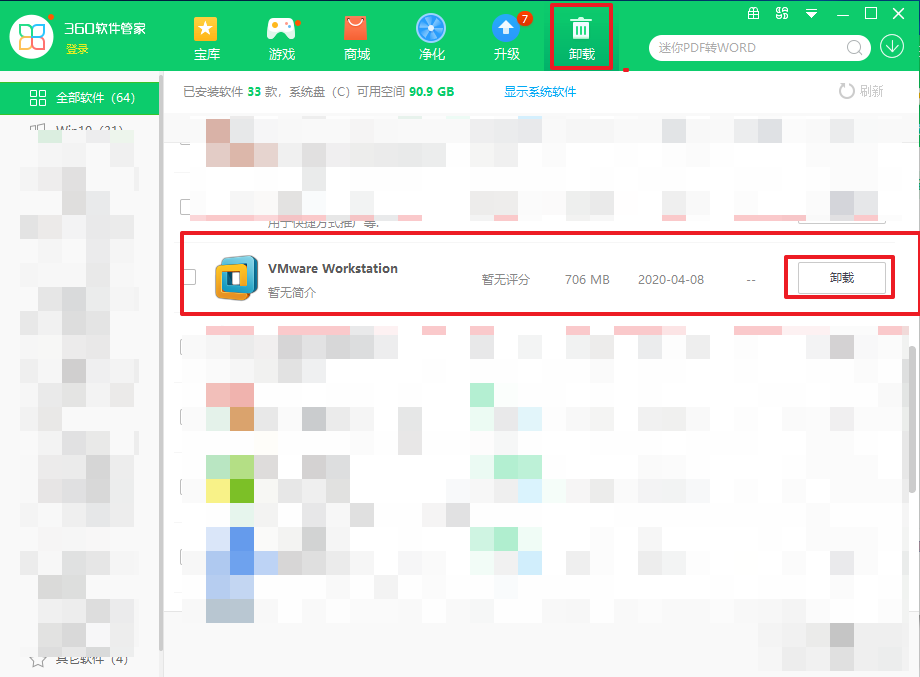 360软件管家
登录
宝库
游戏
商城
净化
7
升级
卸载
迷你PDF转WORD
全部软件（64）
已安装软件 33 款，系统盘（C）可用空间 90.9 GB
显示系统软件
刷新
Win10（31）
用于快捷方式推广等.
VMware Workstation
暂无简介
暂无评分
706 MB
2020-04-08
--
卸载
其它软件（4）